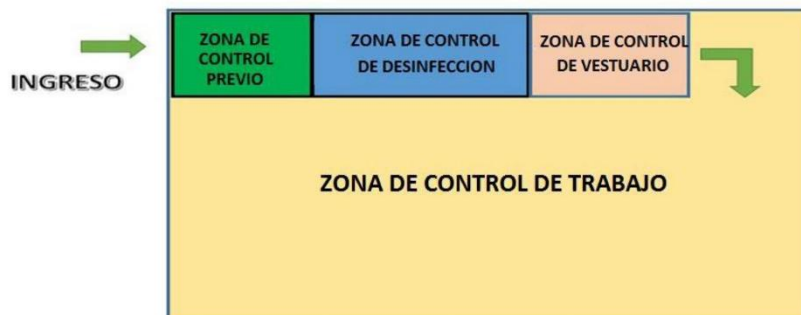 INGRESO
ZONA DE
CONTROL
PREVIO
ZONA DE CONTROL
DE DESINFECCION
ZONA DE CONTROL
DE VESTUARIO
ZONA DE CONTROL DE TRABAJO